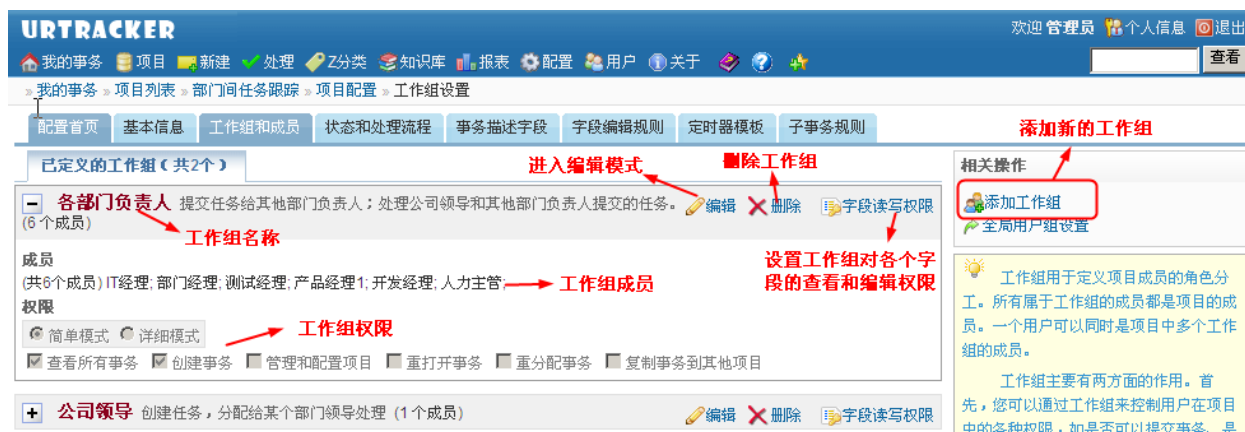 URTRACKER
欢迎 管理员 个人信息 退出
我的事务 项目 新建 处理 Z分类 知识库 报表 配置 用户 关于 查看
» 我的事务 » 项目列表 » 部门间任务跟踪 » 项目配置 » 工作组设置
配置首页 基本信息 工作组和成员 状态和处理流程 事务描述字段 字段编辑规则 定时器模板 子事务规则
添加新的工作组
已定义的工作组(共2个)
进入编辑模式
删除工作组
相关操作
各部门负责人 提交任务给其他部门负责人;处理公司领导和其他部门负责人提交的任务。
(6个成员)
编辑 删除 字段读写权限
添加工作组
全局用户组设置
工作组名称
成员
(共6个成员) IT经理; 部门经理; 测试经理; 产品经理1; 开发经理; 人力主管;
工作组成员
设置工作组对各个字
段的查看和编辑权限
权限
简单模式 详细模式
工作组权限
查看所有事务 创建事务 管理和配置项目 重打开事务 重分配事务 复制事务到其他项目
工作组用于定义项目成员的角色分
工。所有属于工作组的成员都是项目的成
员。一个用户可以同时是项目中多个工作
组的成员。
工作组主要有两方面的作用。首
先,您可以通过工作组来控制用户在项目
中的各种权限,如是否可以提交事务、是
公司领导 创建任务,分配给某个部门领导处理 (1个成员)
编辑 删除 字段读写权限